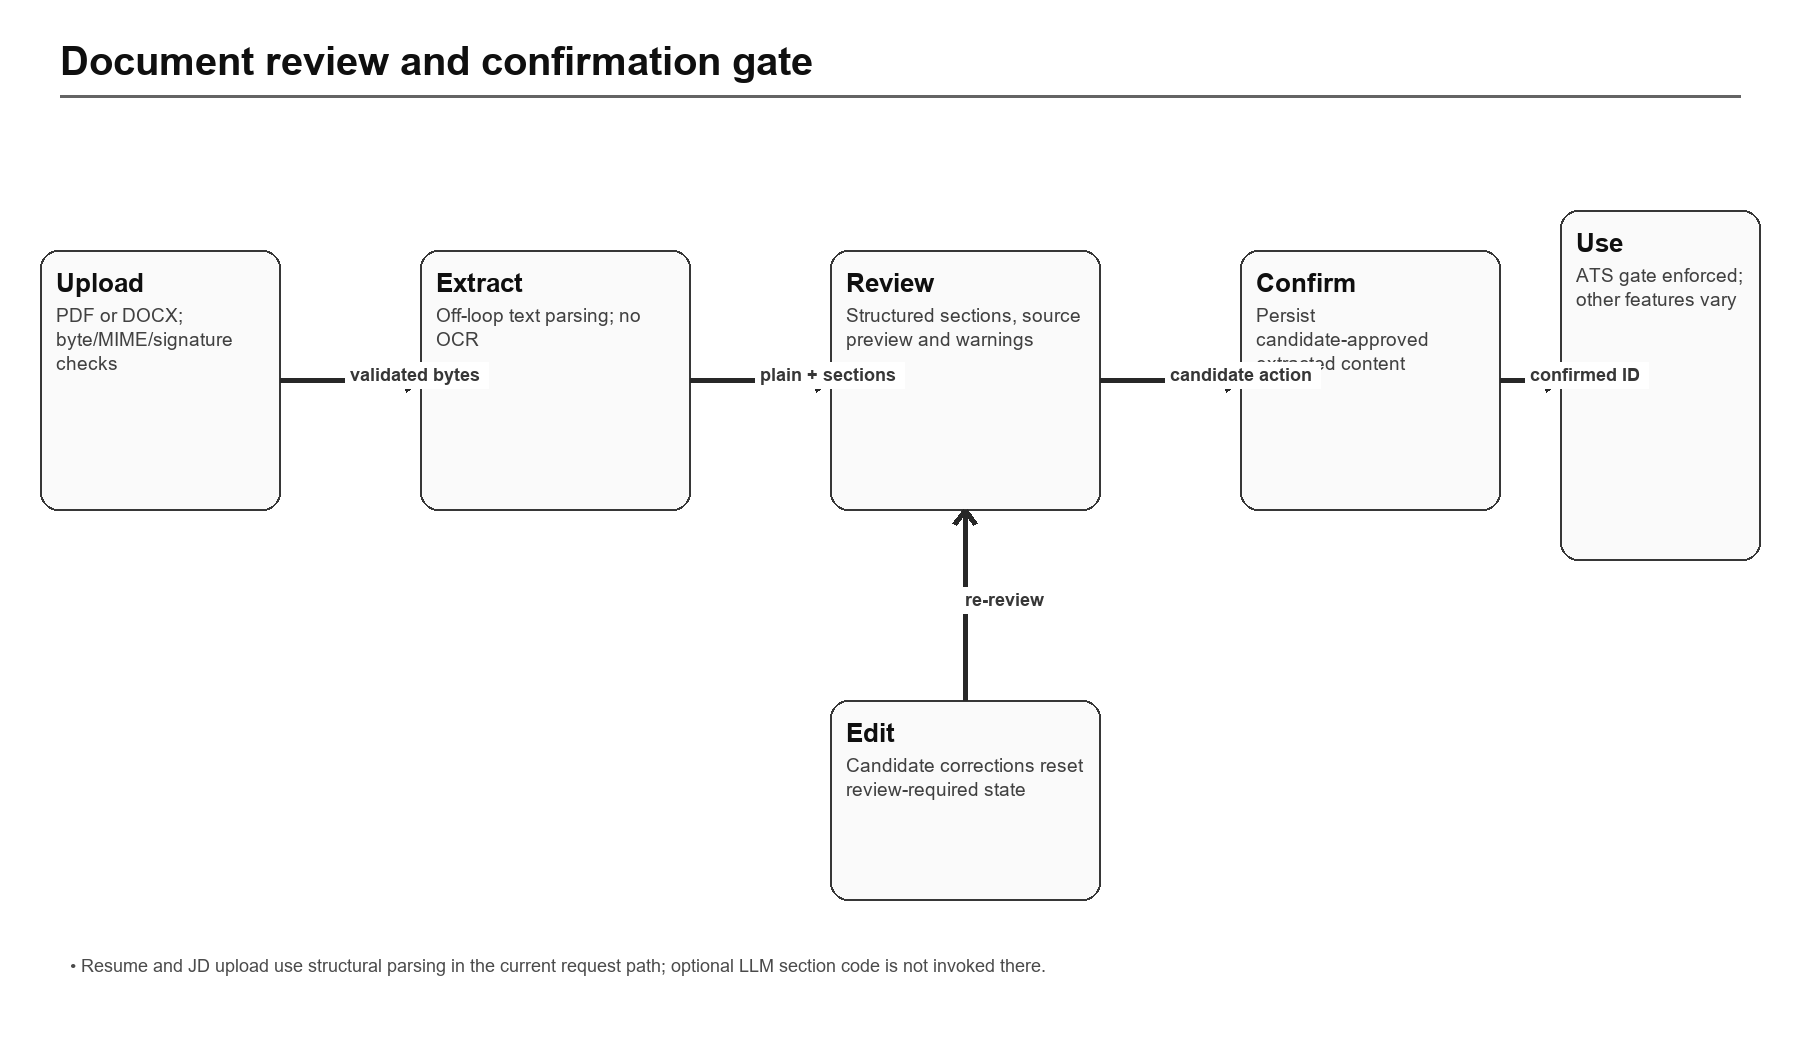 Document review and confirmation gate
Upload
PDF or DOCX;
byte/MIME/signature
checks
validated bytes
Extract
Off-loop text parsing; no
OCR
plain + sections
Review
Structured sections, source
preview and warnings
candidate action
Confirm
Persist
candidate-approved
extracted content
confirmed ID
Use
ATS gate enforced;
other features vary
re-review
Edit
Candidate corrections reset
review-required state
• Resume and JD upload use structural parsing in the current request path; optional LLM section code is not invoked there.